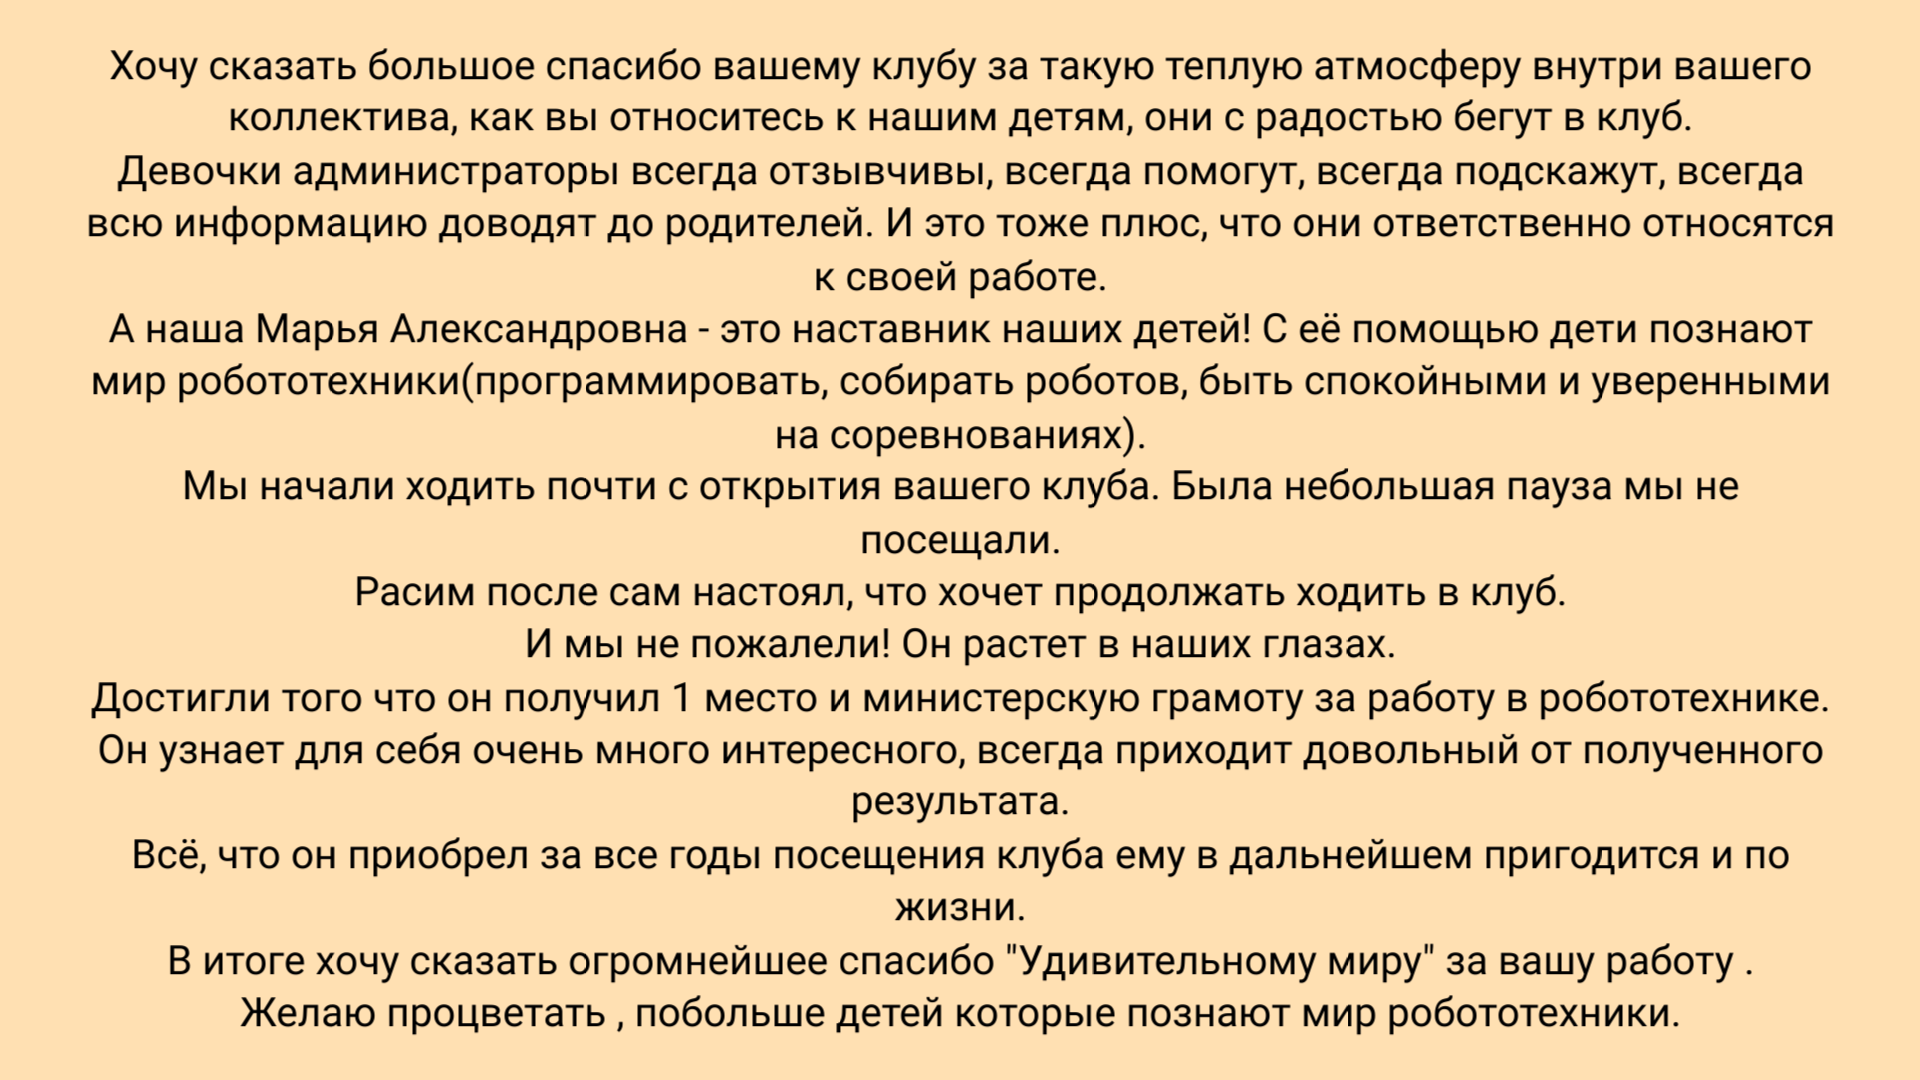 Хочу сказать большое спасибо вашему клубу за такую теплую атмосферу внутри вашего
коллектива, как вы относитесь к нашим детям, они с радостью бегут в клуб.
Девочки администраторы всегда отзывчивы, всегда помогут, всегда подскажут, всегда
всю информацию доводят до родителей. И это тоже плюс, что они ответственно относятся
к своей работе.
А наша Марья Александровна - это наставник наших детей! С её помощью дети познают
мир робототехники(программировать, собирать роботов, быть спокойными и уверенными
на соревнованиях).
Мы начали ходить почти с открытия вашего клуба. Была небольшая пауза мы не
посещали.
Расим после сам настоял, что хочет продолжать ходить в клуб.
И мы не пожалели! Он растет в наших глазах.
Достигли того что он получил 1 место и министерскую грамоту за работу в робототехнике.
Он узнает для себя очень много интересного, всегда приходит довольный от полученного
результата.
Всё, что он приобрел за все годы посещения клуба ему в дальнейшем пригодится и по
жизни.
В итоге хочу сказать огромнейшее спасибо "Удивительному миру" за вашу работу .
Желаю процветать , побольше детей которые познают мир робототехники.